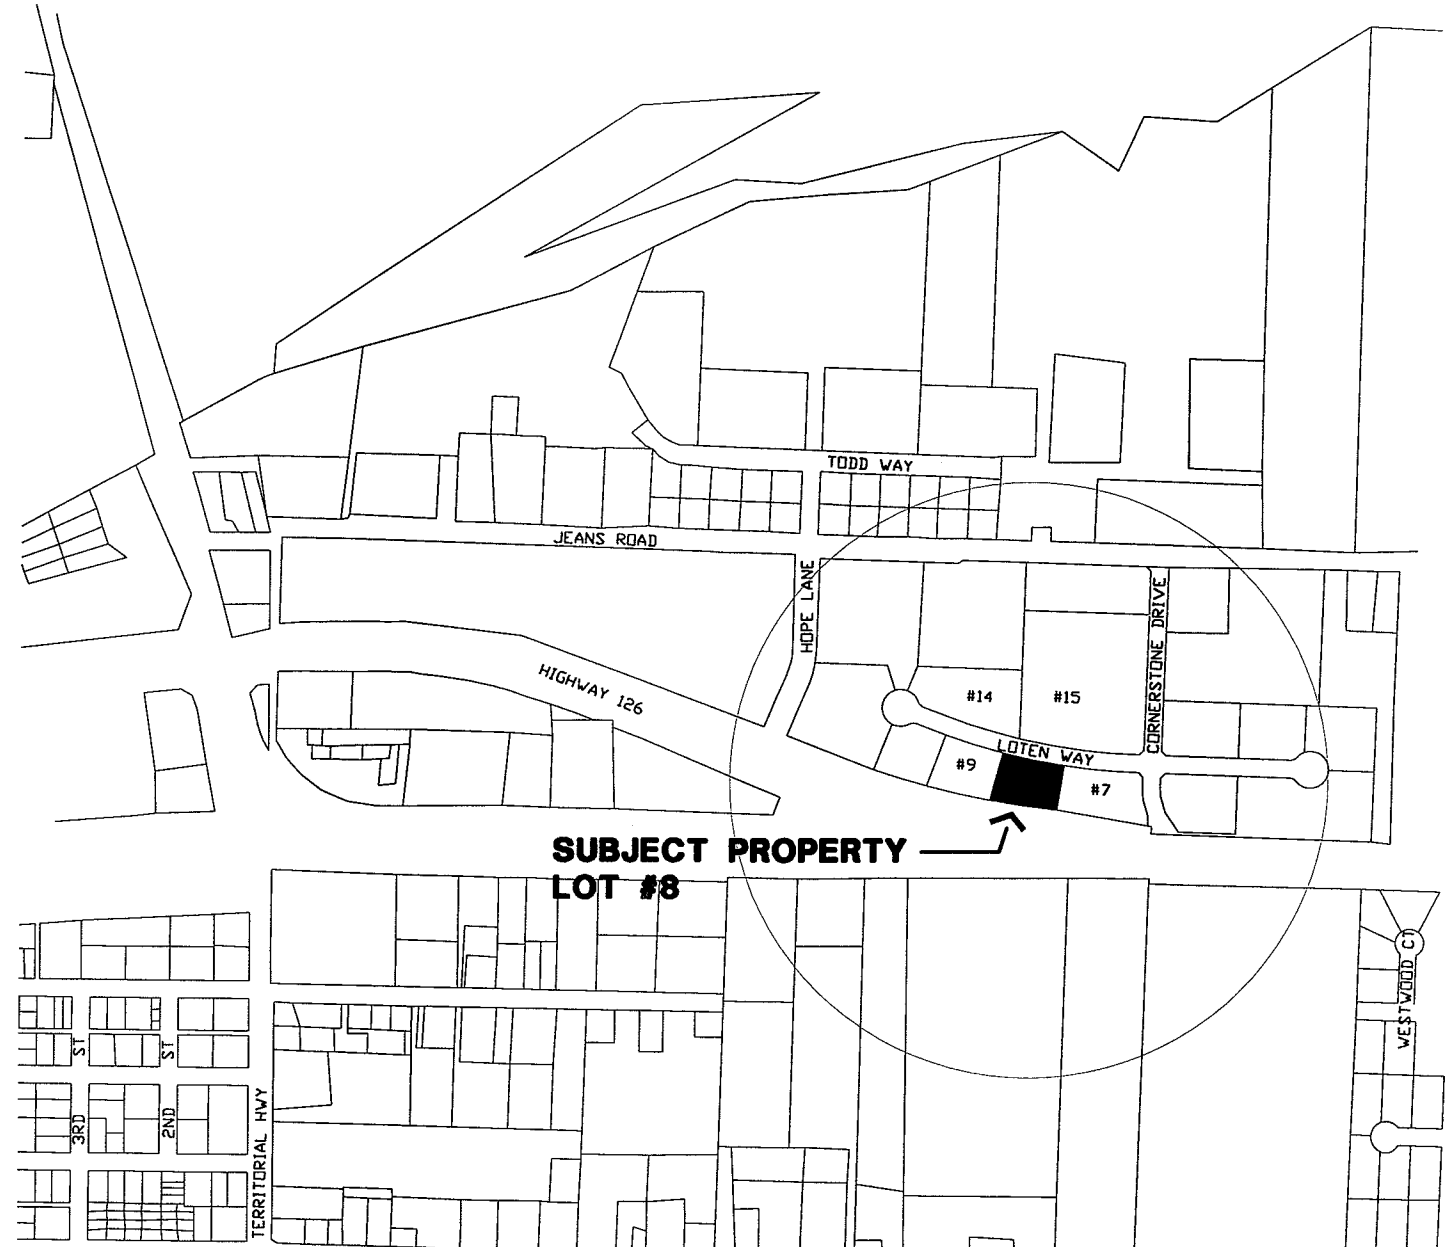 TODD WAY
JEANS ROAD
HOPE LANE
CORNERSTONE DRIVE
HIGHWAY 126
#14
#15
LOTEN WAY
#9
#7
SUBJECT PROPERTY
LOT #8
WESTWOOD CT
3RD ST
2ND ST
TERRITORIAL HWY